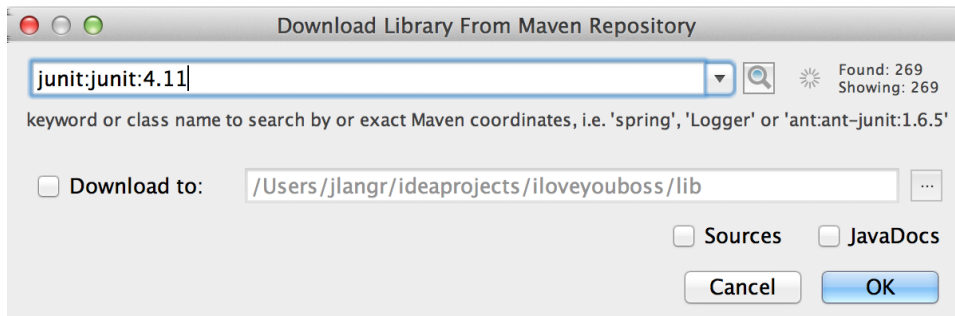 Download Library From Maven Repository
junit:junit:4.11
Found: 269
Showing: 269
keyword or class name to search by or exact Maven coordinates, i.e. 'spring', 'Logger' or 'ant:ant-junit:1.6.5'
Download to: /Users/jlangr/ideaprojects/iloveyouboss/lib ...
Sources JavaDocs
Cancel OK